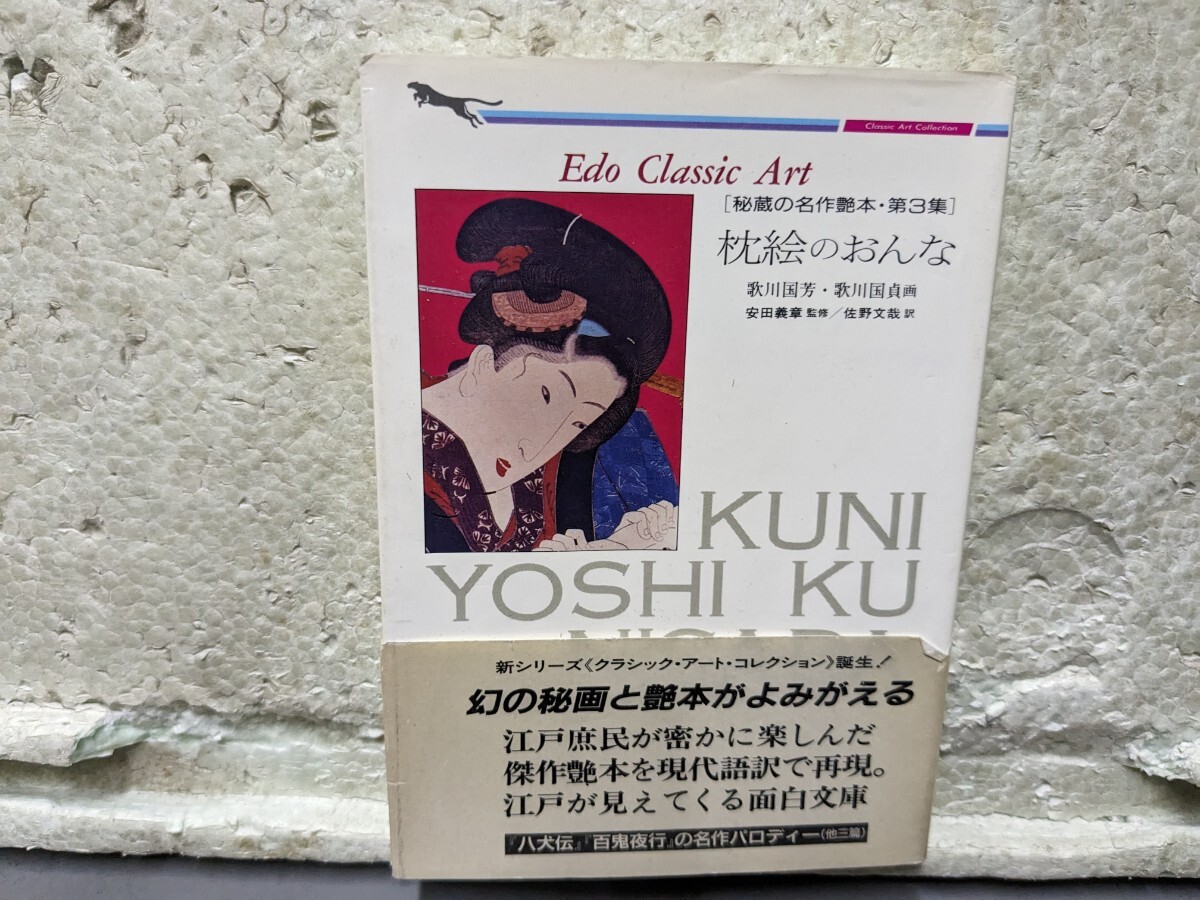 Classic Art Collection
Edo Classic Art
[秘蔵の名作艶本・第3集]
枕絵のおんな
歌川国芳・歌川国貞画
安田義章 監修／佐野文哉 訳
KUNI
YOSHI KU
新シリーズ《クラシック・アート・コレクション》誕生!
幻の秘画と艶本がよみがえる
江戸庶民が密かに楽しんだ
傑作艶本を現代語訳で再現。
江戸が見えてくる面白文庫
『八犬伝』『百鬼夜行』の名作パロディー(他三篇)